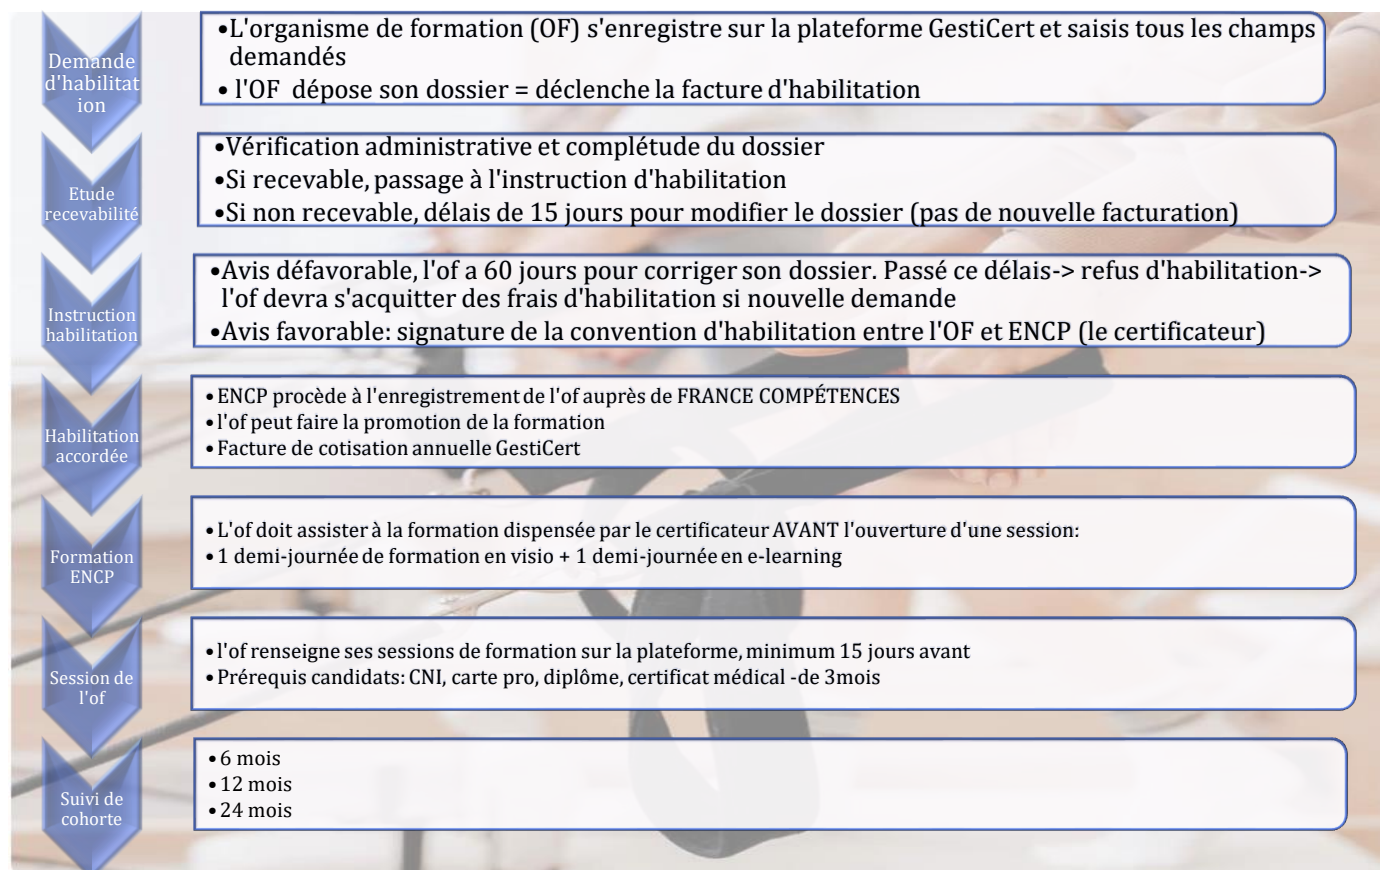 Demande
d'habilitat
ion
•L'organisme de formation (OF) s'enregistre sur la plateforme GestiCert et saisis tous les champs
demandés
• l'OF dépose son dossier = déclenche la facture d'habilitation
Etude
recevabilité
•Vérification administrative et complétude du dossier
•Si recevable, passage à l'instruction d'habilitation
•Si non recevable, délais de 15 jours pour modifier le dossier (pas de nouvelle facturation)
Instruction
habilitation
•Avis défavorable, l'of a 60 jours pour corriger son dossier. Passé ce délais-> refus d'habilitation->
l'of devra s'acquitter des frais d'habilitation si nouvelle demande
•Avis favorable: signature de la convention d'habilitation entre l'OF et ENCP (le certificateur)
Habilitation
accordée
• ENCP procède à l'enregistrement de l'of auprès de FRANCE COMPÉTENCES
• l'of peut faire la promotion de la formation
• Facture de cotisation annuelle GestiCert
Formation
ENCP
• L'of doit assister à la formation dispensée par le certificateur AVANT l'ouverture d'une session:
• 1 demi-journée de formation en visio + 1 demi-journée en e-learning
Session de
l'of
• l'of renseigne ses sessions de formation sur la plateforme, minimum 15 jours avant
• Prérequis candidats: CNI, carte pro, diplôme, certificat médical -de 3mois
Suivi de
cohorte
• 6 mois
• 12 mois
• 24 mois